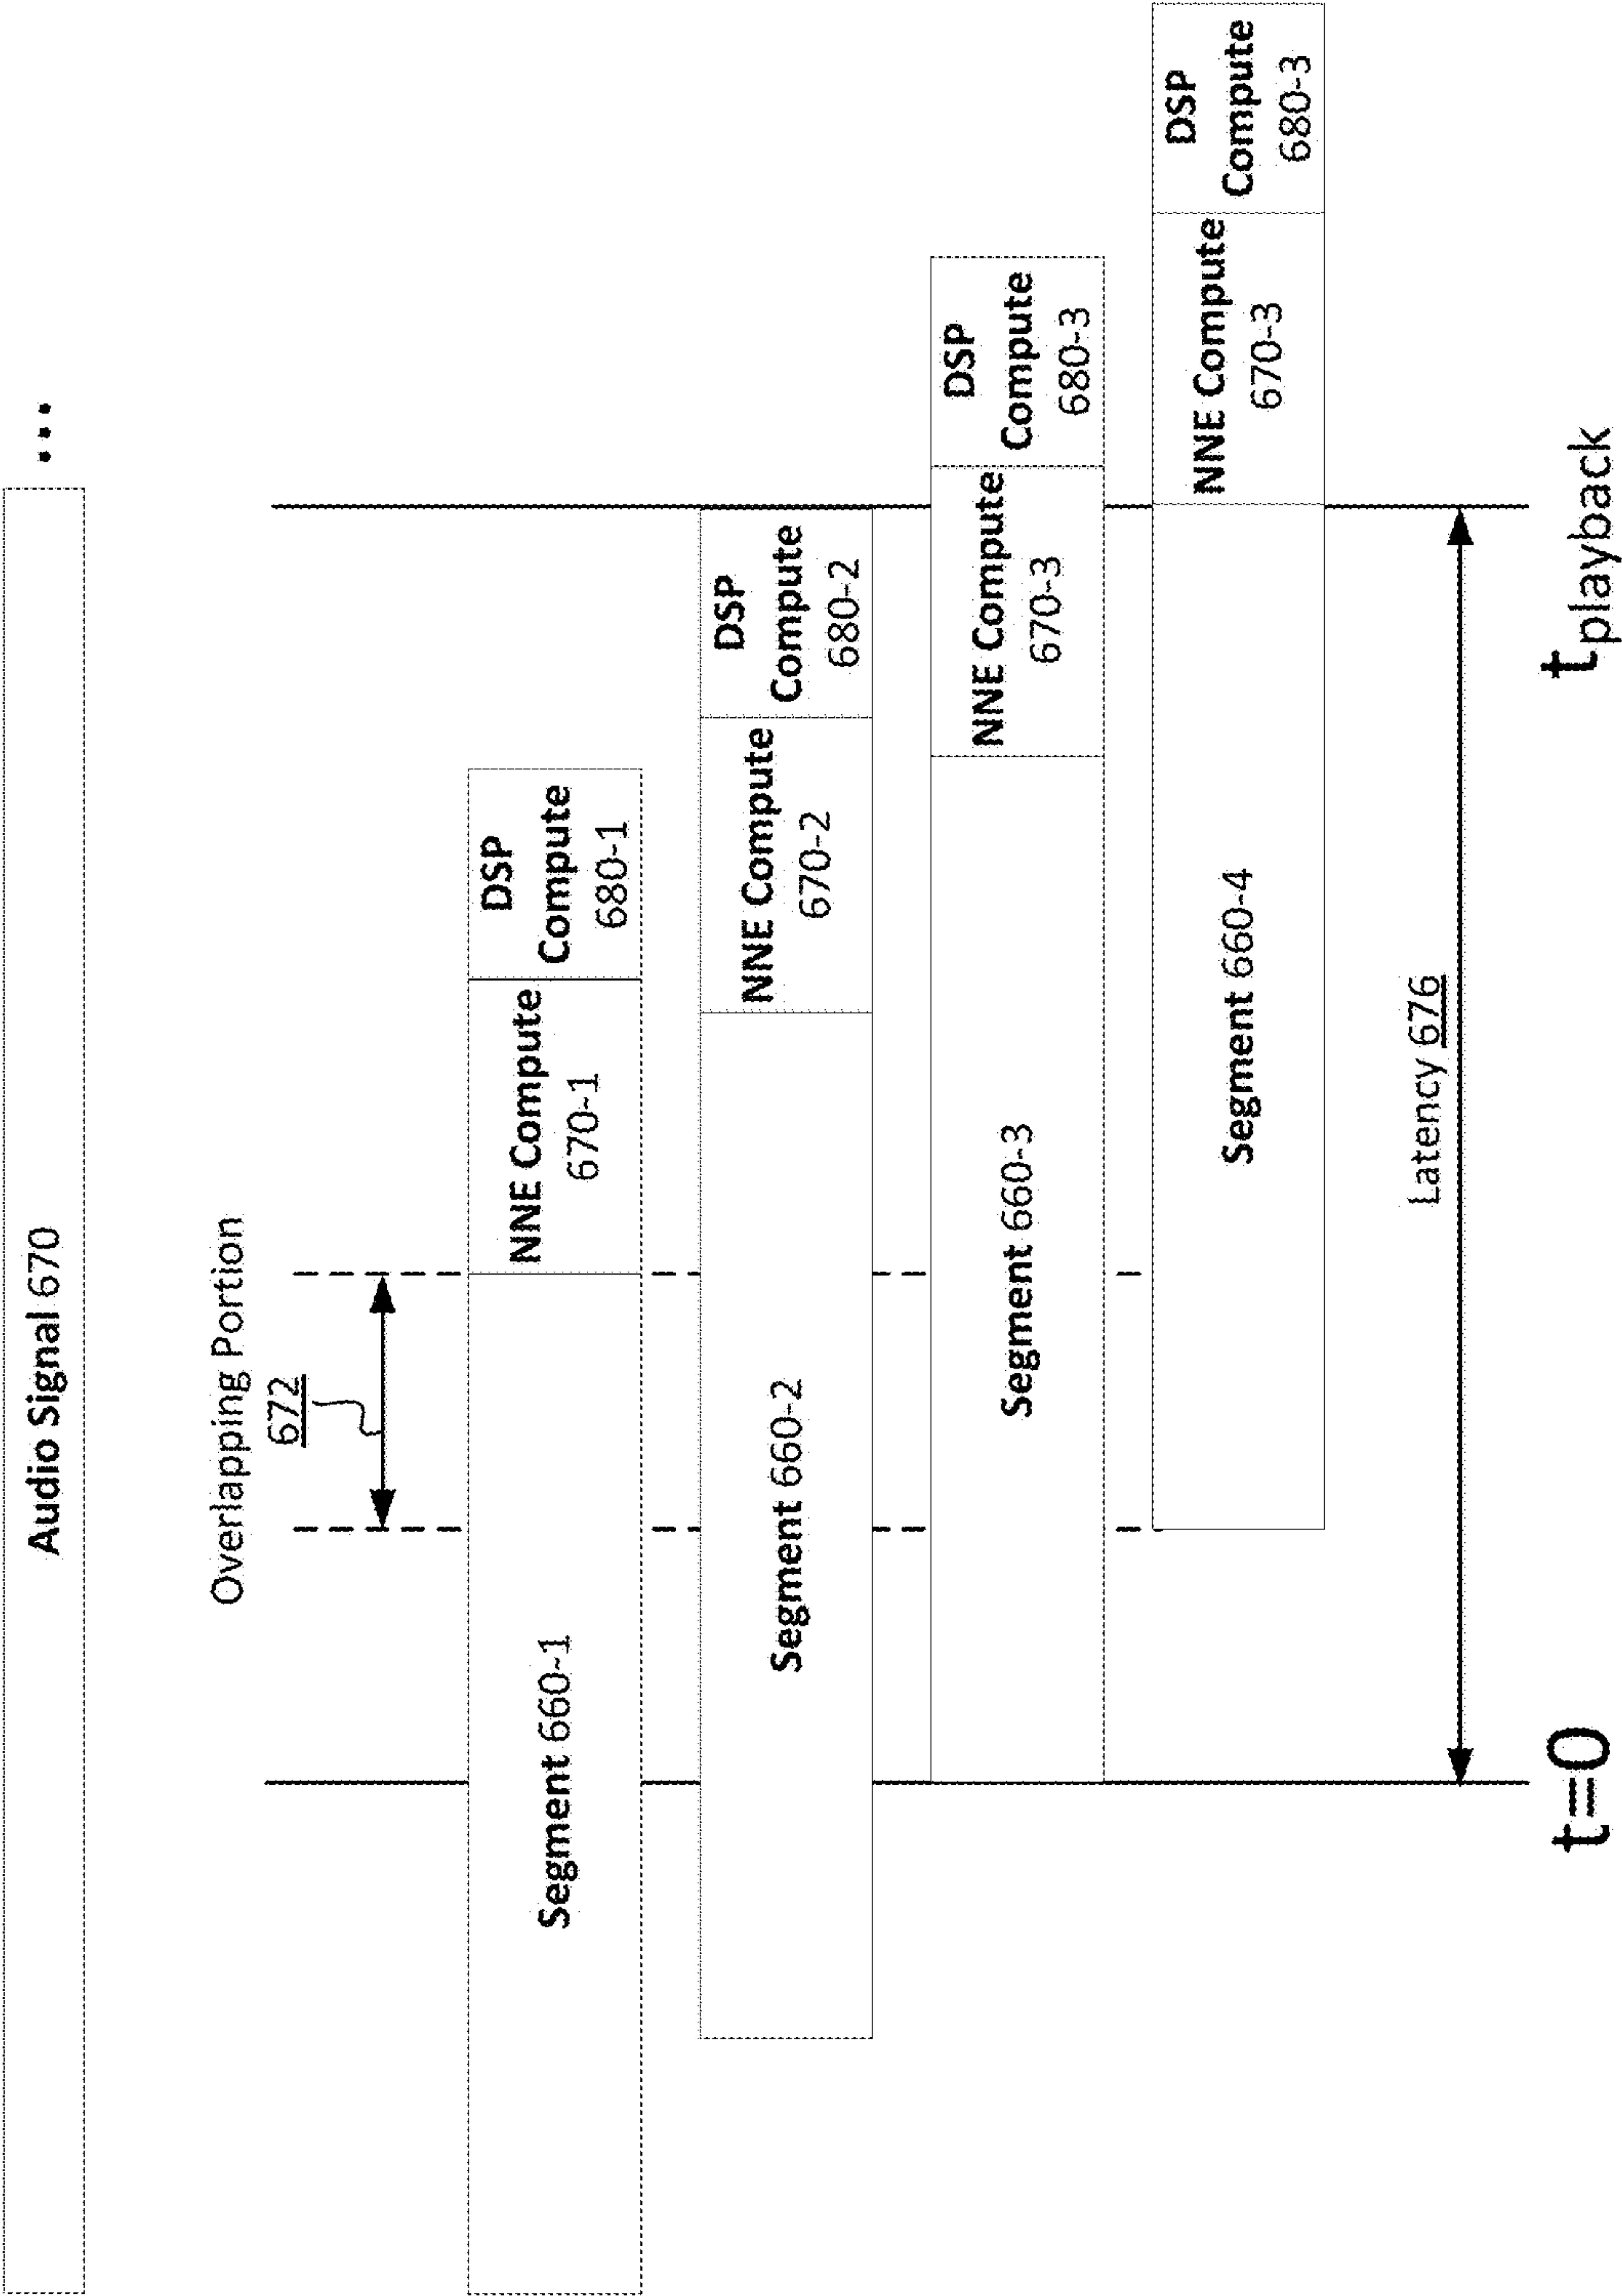 Audio Signal 670
...
Overlapping Portion
672
Segment 660-1
NNE Compute
670-1
DSP
Compute
680-1
Segment 660-2
NNE Compute
670-2
DSP
Compute
680-2
Segment 660-3
NNE Compute
670-3
DSP
Compute
680-3
Segment 660-4
NNE Compute
670-3
DSP
Compute
680-3
Latency 676
t=0
tplayback